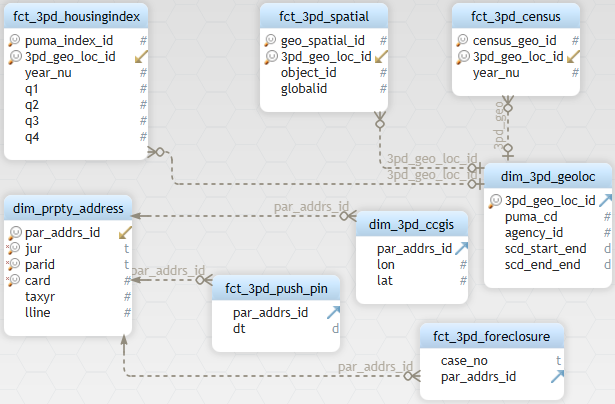 fct_3pd_housingindex
puma_index_id #
3pd_geo_loc_id
year_nu #
q1 #
q2 #
q3 #
q4 #
fct_3pd_spatial
geo_spatial_id #
3pd_geo_loc_id
object_id #
globalid #
fct_3pd_census
census_geo_id #
3pd_geo_loc_id
year_nu #
3pd_geo
3pd_geo_loc_id
3pd_geo_loc_id
dim_3pd_geoloc
3pd_geo_loc_id
puma_cd #
agency_id #
scd_start_end d
scd_end_end d
dim_prpty_address
par_addrs_id
jur t
parid t
card #
taxyr #
lline #
par_addrs_id
dim_3pd_ccgis
par_addrs_id
lon #
lat #
par_addrs_id
fct_3pd_push_pin
par_addrs_id
dt d
par_addrs_id
fct_3pd_foreclosure
case_no t
par_addrs_id